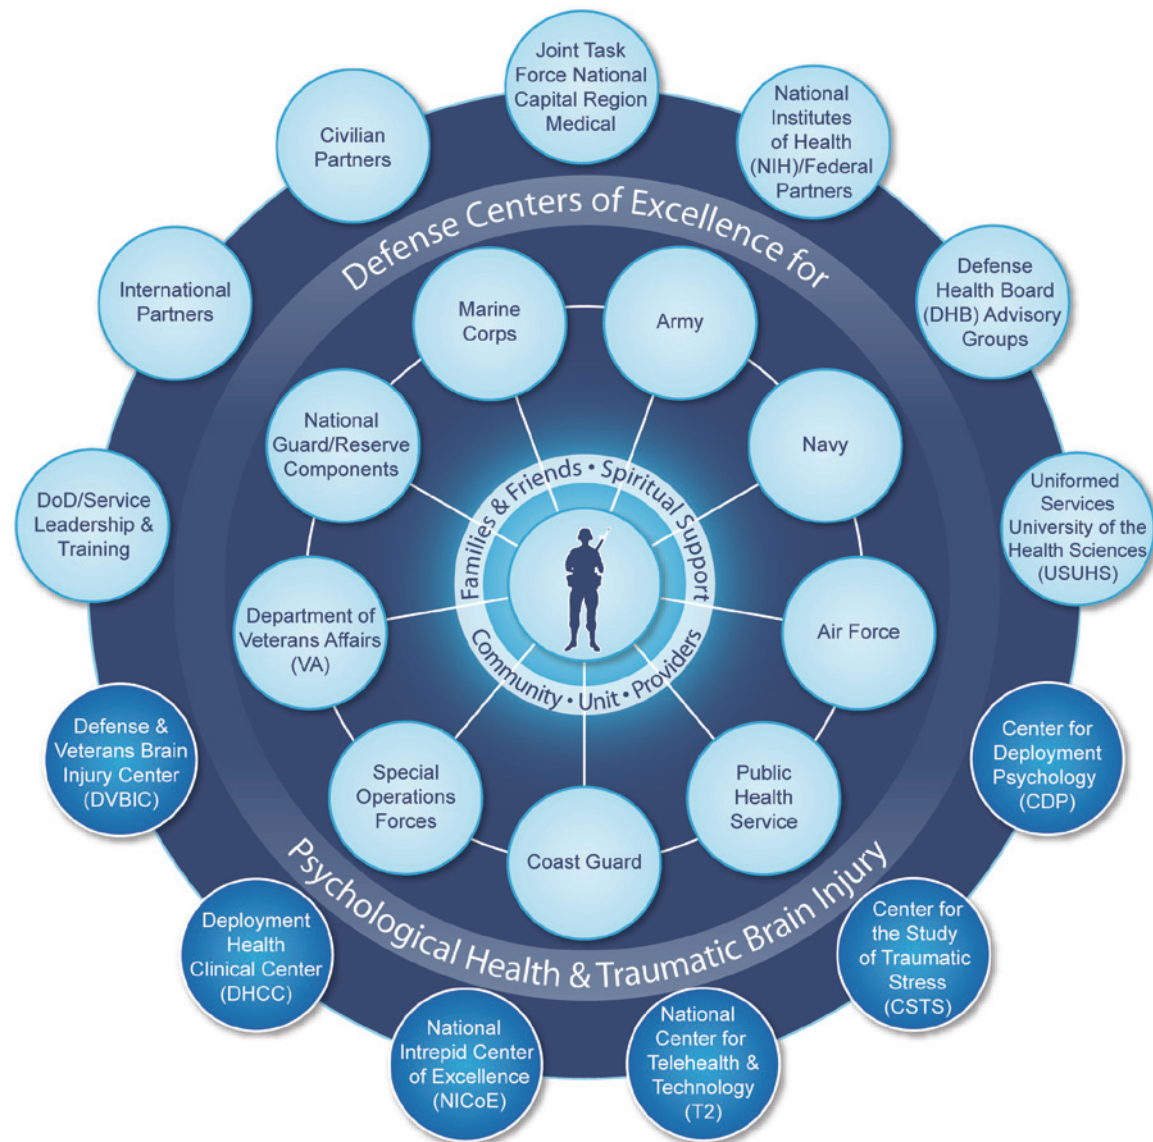 Joint Task
Force National
Capital Region
Medical
National
Institutes
of Health
(NIH)/Federal
Partners
Civilian
Partners
Defense Centers of Excellence for
International
Partners
Defense
Health Board
(DHB) Advisory
Groups
Marine
Corps
Army
National
Guard/Reserve
Components
Navy
DoD/Service
Leadership &
Training
Uniformed
Services
University of the
Health Sciences
(USUHS)
Families & Friends • Spiritual Support
Community • Unit • Providers
Department of
Veterans Affairs
(VA)
Air Force
Defense &
Veterans Brain
Injury Center
(DVBIC)
Center for
Deployment
Psychology
(CDP)
Special
Operations
Forces
Public
Health
Service
Coast Guard
Psychological Health & Traumatic Brain Injury
Deployment
Health
Clinical Center
(DHCC)
Center for
the Study
of Traumatic
Stress
(CSTS)
National
Intrepid Center
of Excellence
(NICoE)
National
Center for
Telehealth &
Technology
(T2)